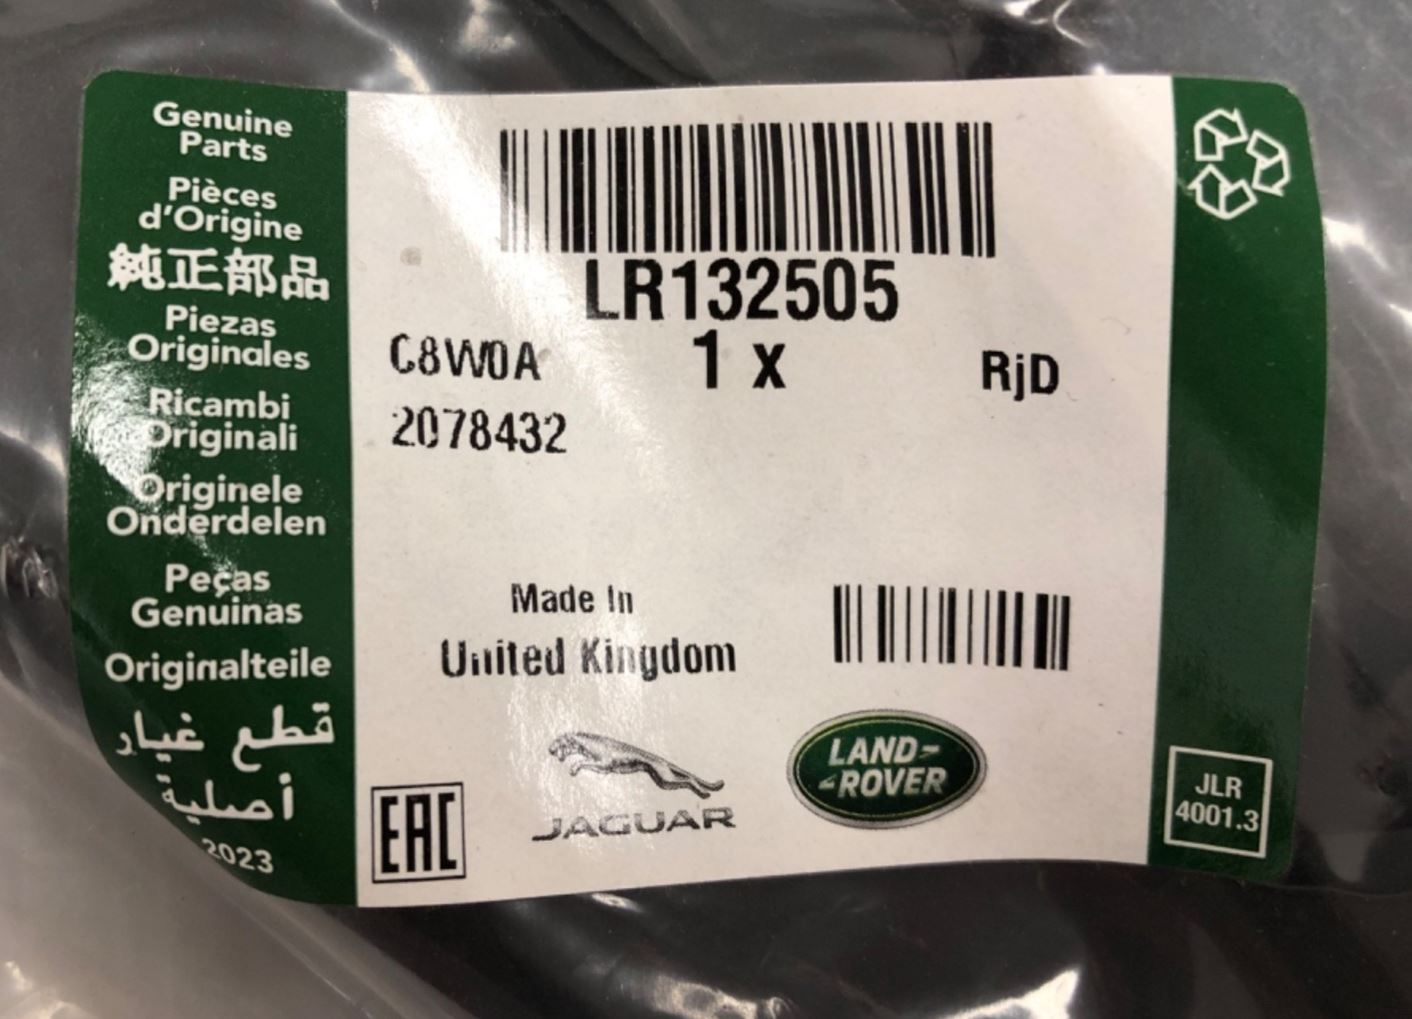 Genuine
Parts
Pièces
d'Origine
純正部品
Piezas
Originales
Ricambi
Originali
Originele
Onderdelen
Peças
Genuinas
Originalteile
قطع غيار
أصلية
2023
LR132505
C8W0A 1 x RjD
2078432
Made In
United Kingdom
EAC
JAGUAR
LAND-
-ROVER
JLR
4001.3